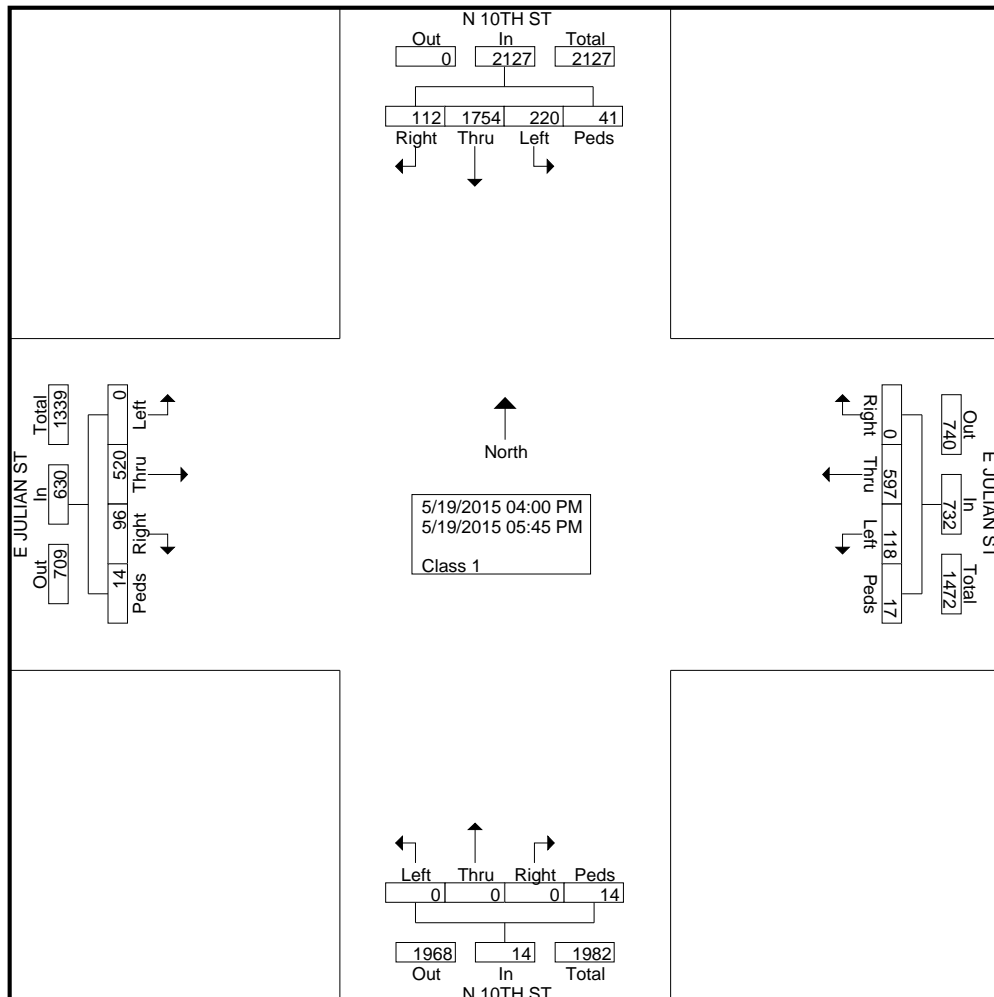 N 10TH ST
Out In Total
0 2127 2127
112 1754 220 41
Right Thru Left Peds
E JULIAN ST
Total In Out
1339 630 709
0 520 96 14
Left Thru Right Peds
North
5/19/2015 04:00 PM
5/19/2015 05:45 PM
Class 1
Right Thru Left Peds
0 597 118 17
Out In Total
740 732 1472
E JULIAN ST
Left Thru Right Peds
0 0 0 14
1968 14 1982
Out In Total
N 10TH ST